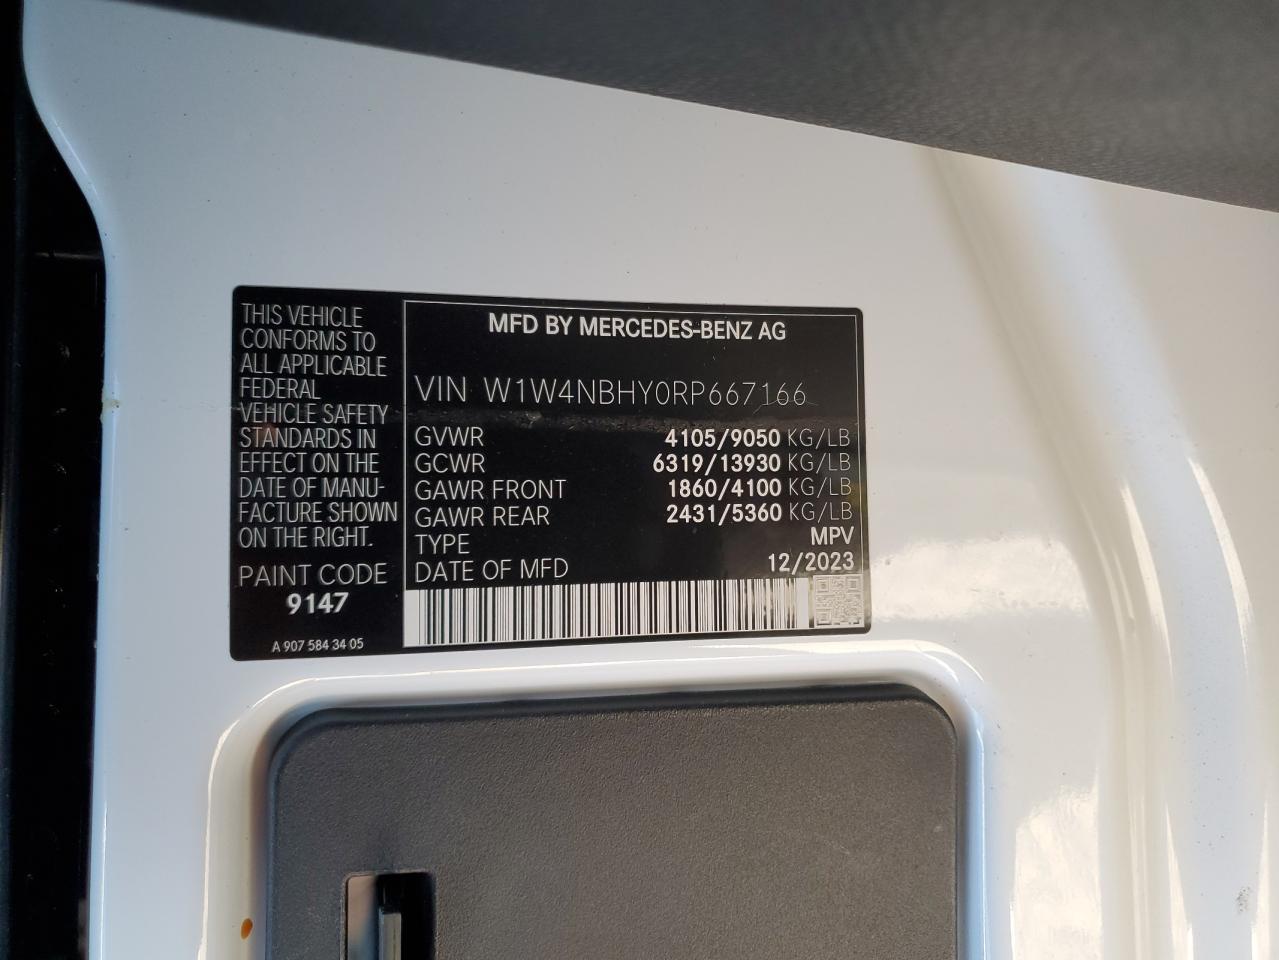 THIS VEHICLE
CONFORMS TO
ALL APPLICABLE
FEDERAL
VEHICLE SAFETY
STANDARDS IN
EFFECT ON THE
DATE OF MANU-
FACTURE SHOWN
ON THE RIGHT.
PAINT CODE
9147
A 907 584 34 05
MFD BY MERCEDES-BENZ AG
VIN W1W4NBHY0RP667166
GVWR 4105/9050 KG/LB
GCWR 6319/13930 KG/LB
GAWR FRONT 1860/4100 KG/LB
GAWR REAR 2431/5360 KG/LB
TYPE MPV
DATE OF MFD 12/2023